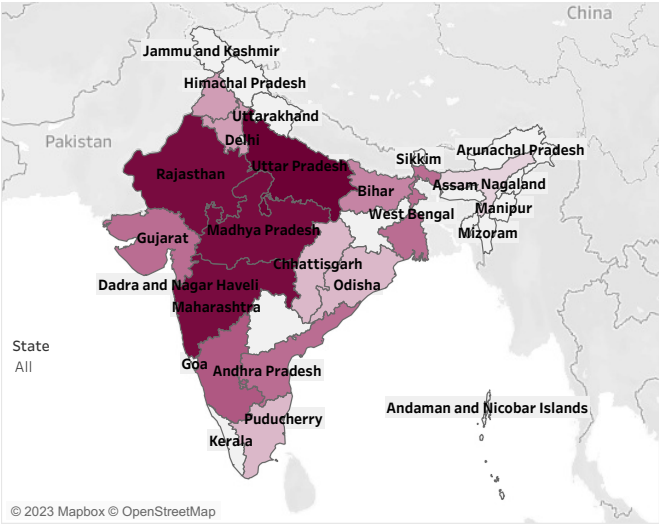 China
Jammu and Kashmir
Himachal Pradesh
Uttarakhand
Pakistan
Delhi
Arunachal Pradesh
Sikkim
Uttar Pradesh
Rajasthan
Assam Nagaland
Bihar
Manipur
West Bengal
Madhya Pradesh
Mizoram
Gujarat
Chhattisgarh
Dadra and Nagar Haveli
Odisha
Maharashtra
State
All
Goa
Andhra Pradesh
Andaman and Nicobar Islands
Puducherry
Kerala
© 2023 Mapbox © OpenStreetMap